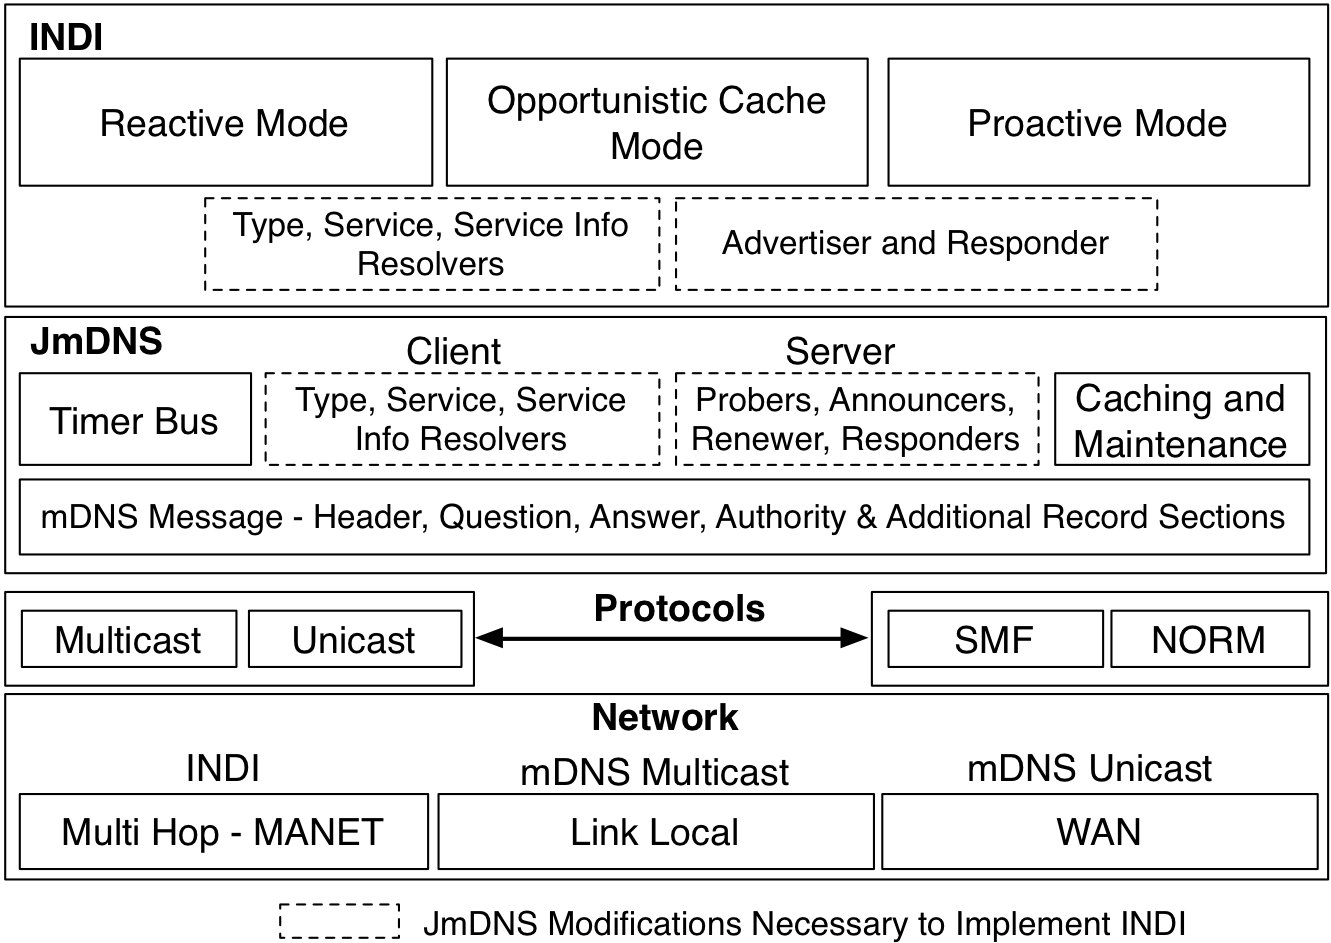 INDI
Reactive Mode
Opportunistic Cache
Mode
Proactive Mode
Type, Service, Service Info
Resolvers
Advertiser and Responder
JmDNS
Client
Server
Timer Bus
Type, Service, Service
Info Resolvers
Probers, Announcers,
Renewer, Responders
Caching and
Maintenance
mDNS Message - Header, Question, Answer, Authority & Additional Record Sections
Protocols
Multicast
Unicast
SMF
NORM
Network
INDI
mDNS Multicast
mDNS Unicast
Multi Hop - MANET
Link Local
WAN
JmDNS Modifications Necessary to Implement INDI